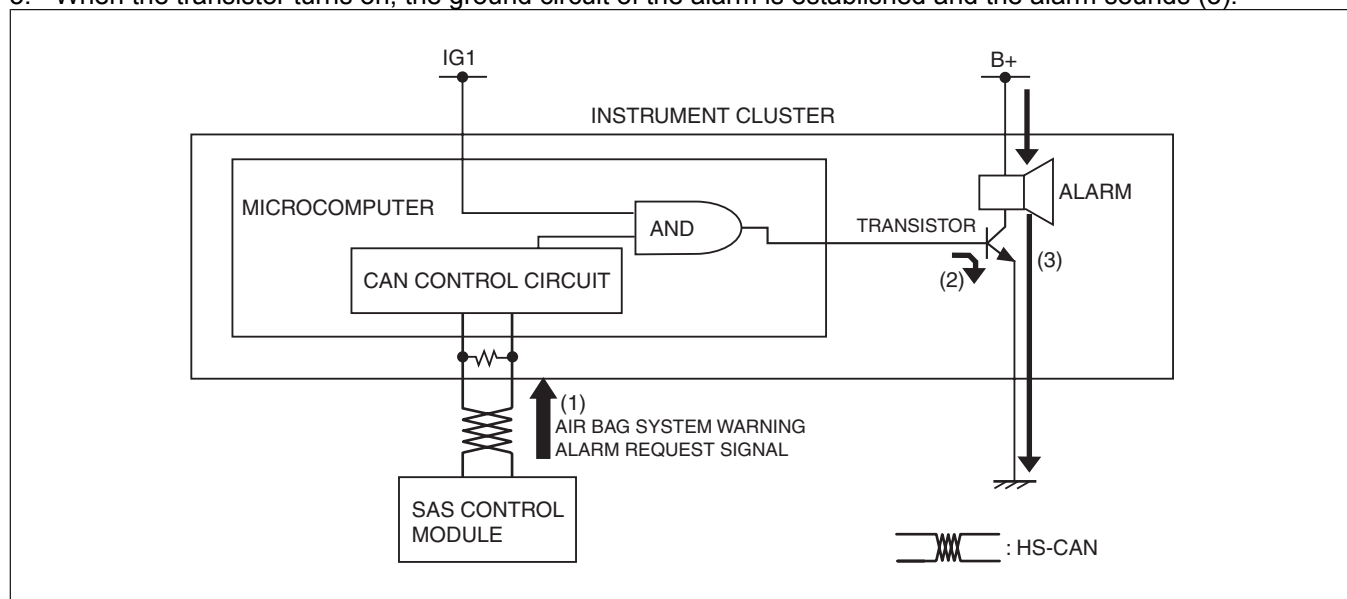 3. When the transistor turns on, the ground circuit of the alarm is established and the alarm sounds (3).
IG1
B+
INSTRUMENT CLUSTER
MICROCOMPUTER
AND
TRANSISTOR
ALARM
CAN CONTROL CIRCUIT
(2)
(3)
(1)
AIR BAG SYSTEM WARNING
ALARM REQUEST SIGNAL
SAS CONTROL
MODULE
: HS-CAN